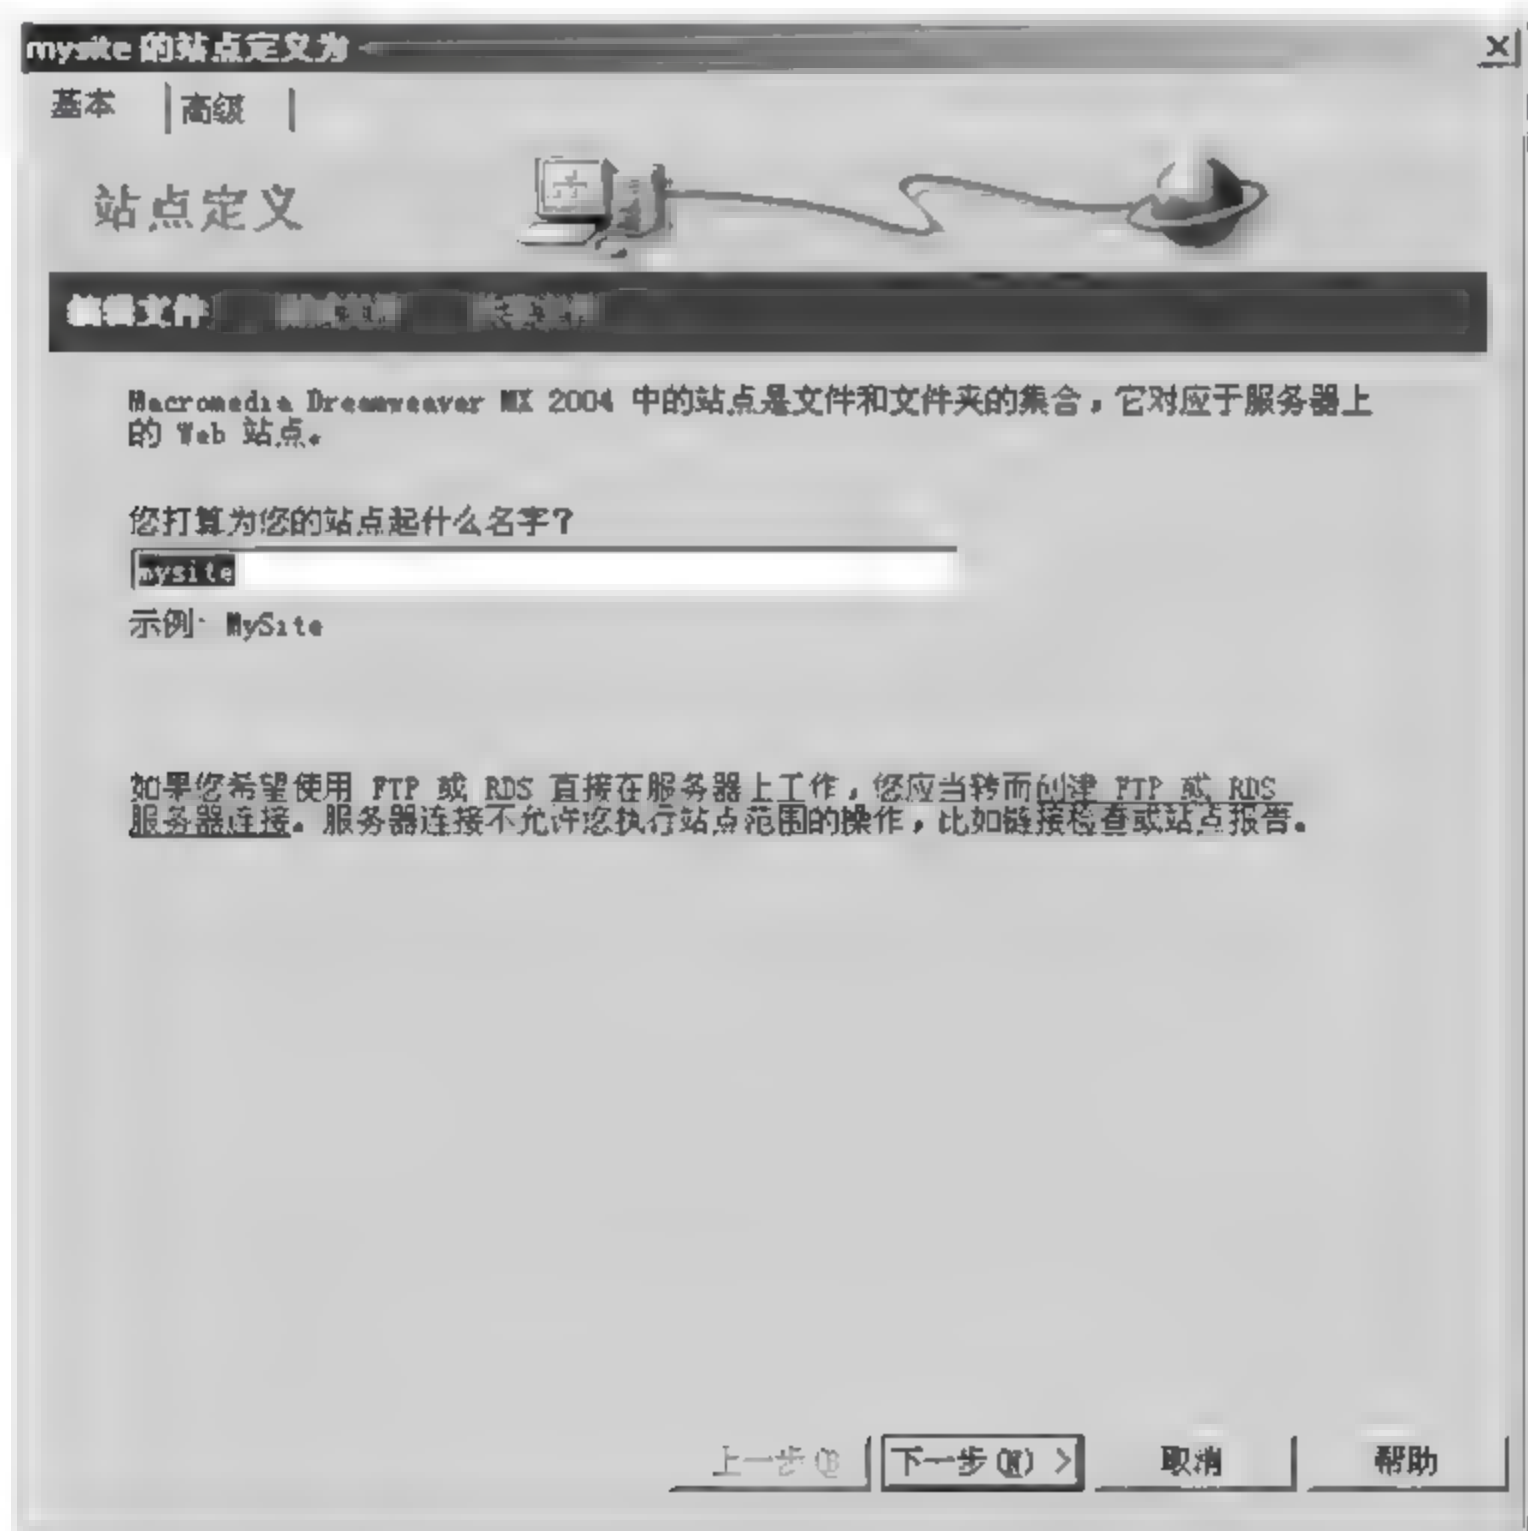 mysite 的站点定义为
基本 高级
站点定义
编辑文件
Macromedia Dreamweaver MX 2004 中的站点是文件和文件夹的集合，它对应于服务器上
的 Web 站点。
您打算为您的站点起什么名字？
mysite
示例: MySite
如果您希望使用 FTP 或 RDS 直接在服务器上工作，您应当转而创建 FTP 或 RDS
服务器连接。服务器连接不允许您执行站点范围的操作，比如链接检查或站点报告。
上一步(B 下一步(N) > 取消 帮助